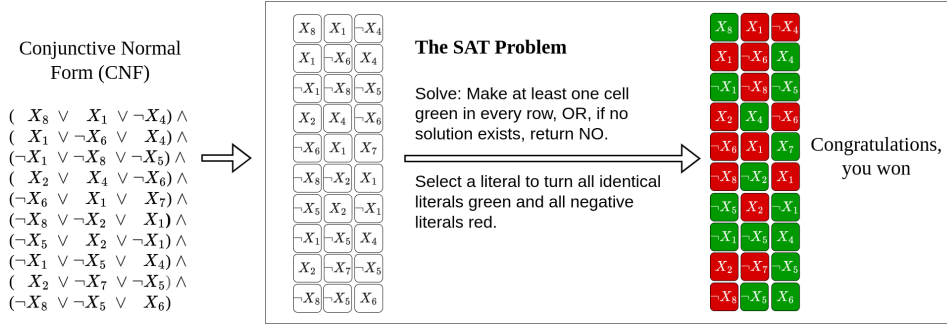 Conjunctive Normal
Form (CNF)
( X₈ ∨ X₁ ∨ ¬X₄) ∧
( X₁ ∨ ¬X₆ ∨ X₄) ∧
(¬X₁ ∨ ¬X₈ ∨ ¬X₅) ∧
( X₂ ∨ X₄ ∨ ¬X₆) ∧
(¬X₆ ∨ X₁ ∨ X₇) ∧
(¬X₈ ∨ ¬X₂ ∨ X₁) ∧
(¬X₅ ∨ X₂ ∨ ¬X₁) ∧
(¬X₁ ∨ ¬X₅ ∨ X₄) ∧
( X₂ ∨ ¬X₇ ∨ ¬X₅) ∧
(¬X₈ ∨ ¬X₅ ∨ X₆)
X₈ X₁ ¬X₄
X₁ ¬X₆ X₄
¬X₁ ¬X₈ ¬X₅
X₂ X₄ ¬X₆
¬X₆ X₁ X₇
¬X₈ ¬X₂ X₁
¬X₅ X₂ ¬X₁
¬X₁ ¬X₅ X₄
X₂ ¬X₇ ¬X₅
¬X₈ ¬X₅ X₆
The SAT Problem
Solve: Make at least one cell
green in every row, OR, if no
solution exists, return NO.
Select a literal to turn all identical
literals green and all negative
literals red.
X₈ X₁ ¬X₄
X₁ ¬X₆ X₄
¬X₁ ¬X₈ ¬X₅
X₂ X₄ ¬X₆
¬X₆ X₁ X₇
¬X₈ ¬X₂ X₁
¬X₅ X₂ ¬X₁
¬X₁ ¬X₅ X₄
X₂ ¬X₇ ¬X₅
¬X₈ ¬X₅ X₆
Congratulations,
you won